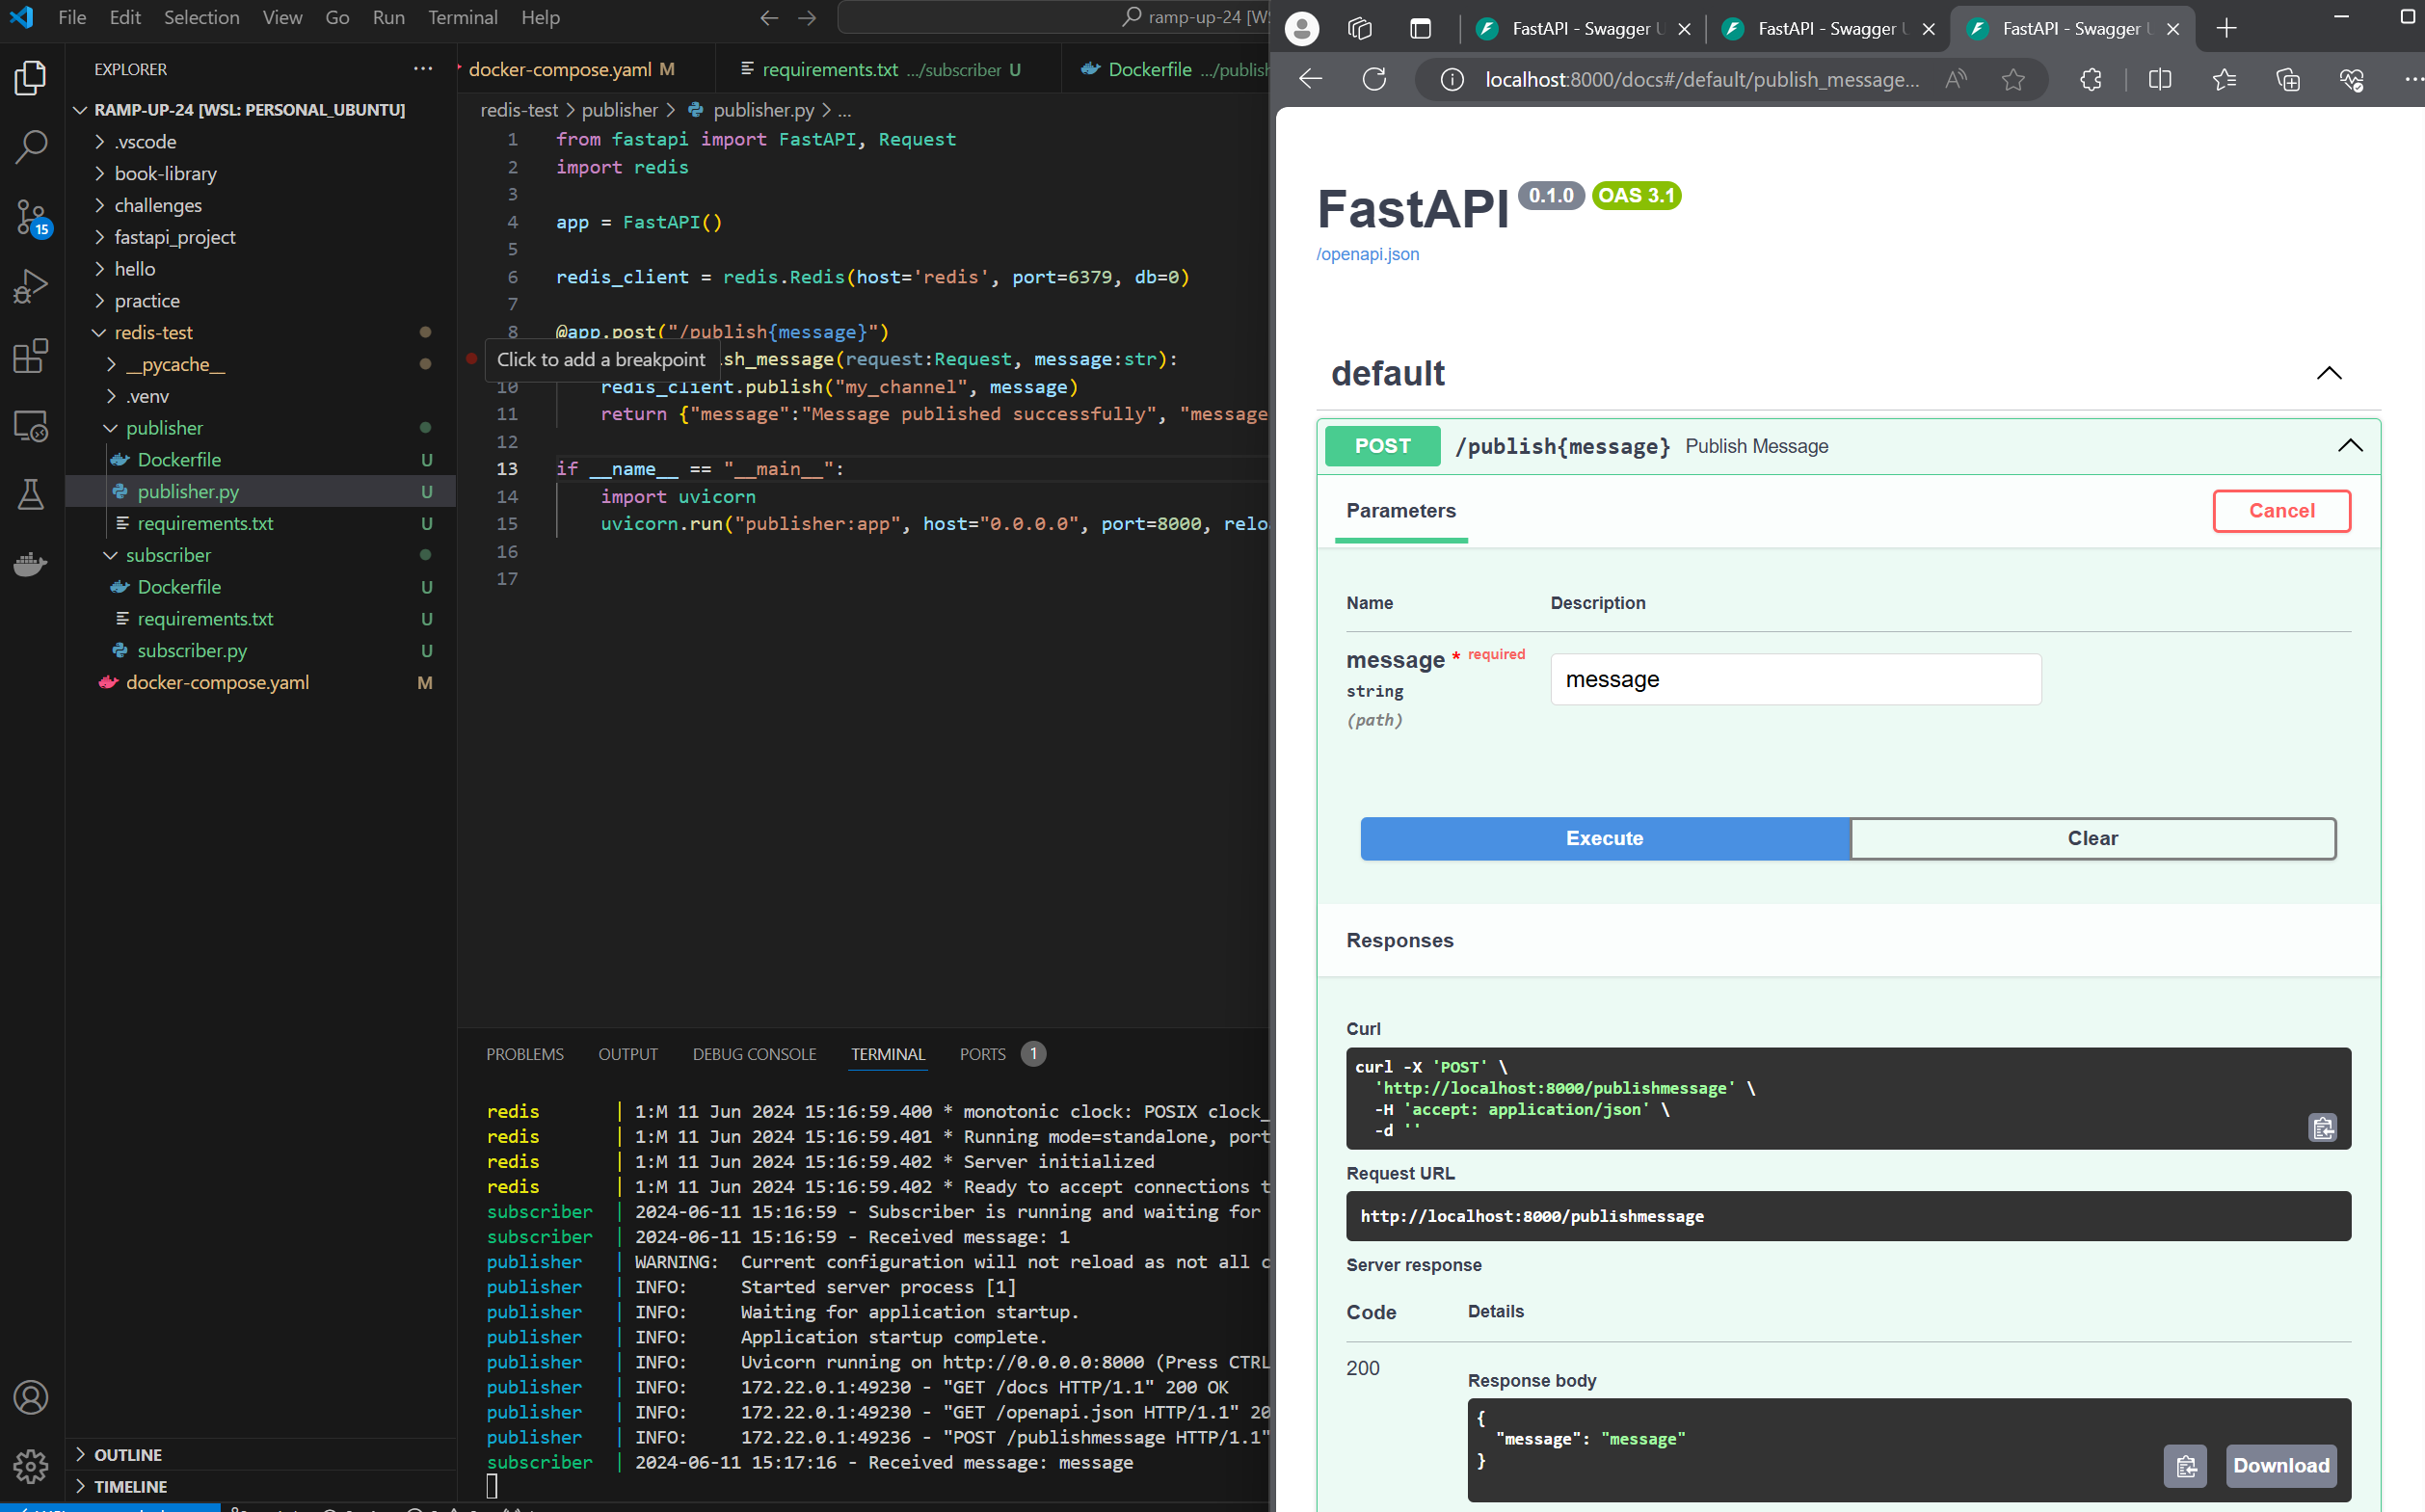 File Edit Selection View Go Run Terminal Help
ramp-up-24 [WS
EXPLORER
RAMP-UP-24 [WSL: PERSONAL_UBUNTU]
.vscode
book-library
challenges
fastapi_project
hello
practice
redis-test
__pycache__
.venv
publisher
Dockerfile U
publisher.py U
requirements.txt U
subscriber
Dockerfile U
requirements.txt U
subscriber.py U
docker-compose.yaml M
OUTLINE
TIMELINE
15
docker-compose.yaml M
requirements.txt .../subscriber U
Dockerfile .../publish
redis-test > publisher > publisher.py > ...
1 from fastapi import FastAPI, Request
2 import redis
3
4 app = FastAPI()
5
6 redis_client = redis.Redis(host='redis', port=6379, db=0)
7
8 @app.post("/publish{message}")
Click to add a breakpoint
sh_message(request:Request, message:str):
10 redis_client.publish("my_channel", message)
11 return {"message":"Message published successfully", "message
12
13 if __name__ == "__main__":
14 import uvicorn
15 uvicorn.run("publisher:app", host="0.0.0.0", port=8000, relo
16
17
PROBLEMS OUTPUT DEBUG CONSOLE TERMINAL PORTS 1
redis | 1:M 11 Jun 2024 15:16:59.400 * monotonic clock: POSIX clock_
redis | 1:M 11 Jun 2024 15:16:59.401 * Running mode=standalone, port
redis | 1:M 11 Jun 2024 15:16:59.402 * Server initialized
redis | 1:M 11 Jun 2024 15:16:59.402 * Ready to accept connections t
subscriber | 2024-06-11 15:16:59 - Subscriber is running and waiting for
subscriber | 2024-06-11 15:16:59 - Received message: 1
publisher | WARNING: Current configuration will not reload as not all c
publisher | INFO: Started server process [1]
publisher | INFO: Waiting for application startup.
publisher | INFO: Application startup complete.
publisher | INFO: Uvicorn running on http://0.0.0.0:8000 (Press CTRL
publisher | INFO: 172.22.0.1:49230 - "GET /docs HTTP/1.1" 200 OK
publisher | INFO: 172.22.0.1:49230 - "GET /openapi.json HTTP/1.1" 20
publisher | INFO: 172.22.0.1:49236 - "POST /publishmessage HTTP/1.1"
subscriber | 2024-06-11 15:17:16 - Received message: message
FastAPI - Swagger U
FastAPI - Swagger U
FastAPI - Swagger U
localhost:8000/docs#/default/publish_message...
FastAPI 0.1.0 OAS 3.1
/openapi.json
default
POST /publish{message} Publish Message
Parameters
Cancel
Name Description
message * required
string
(path)
message
Execute Clear
Responses
Curl
curl -X 'POST' \
'http://localhost:8000/publishmessage' \
-H 'accept: application/json' \
-d ''
Request URL
http://localhost:8000/publishmessage
Server response
Code Details
200
Response body
{
"message": "message"
}
Download